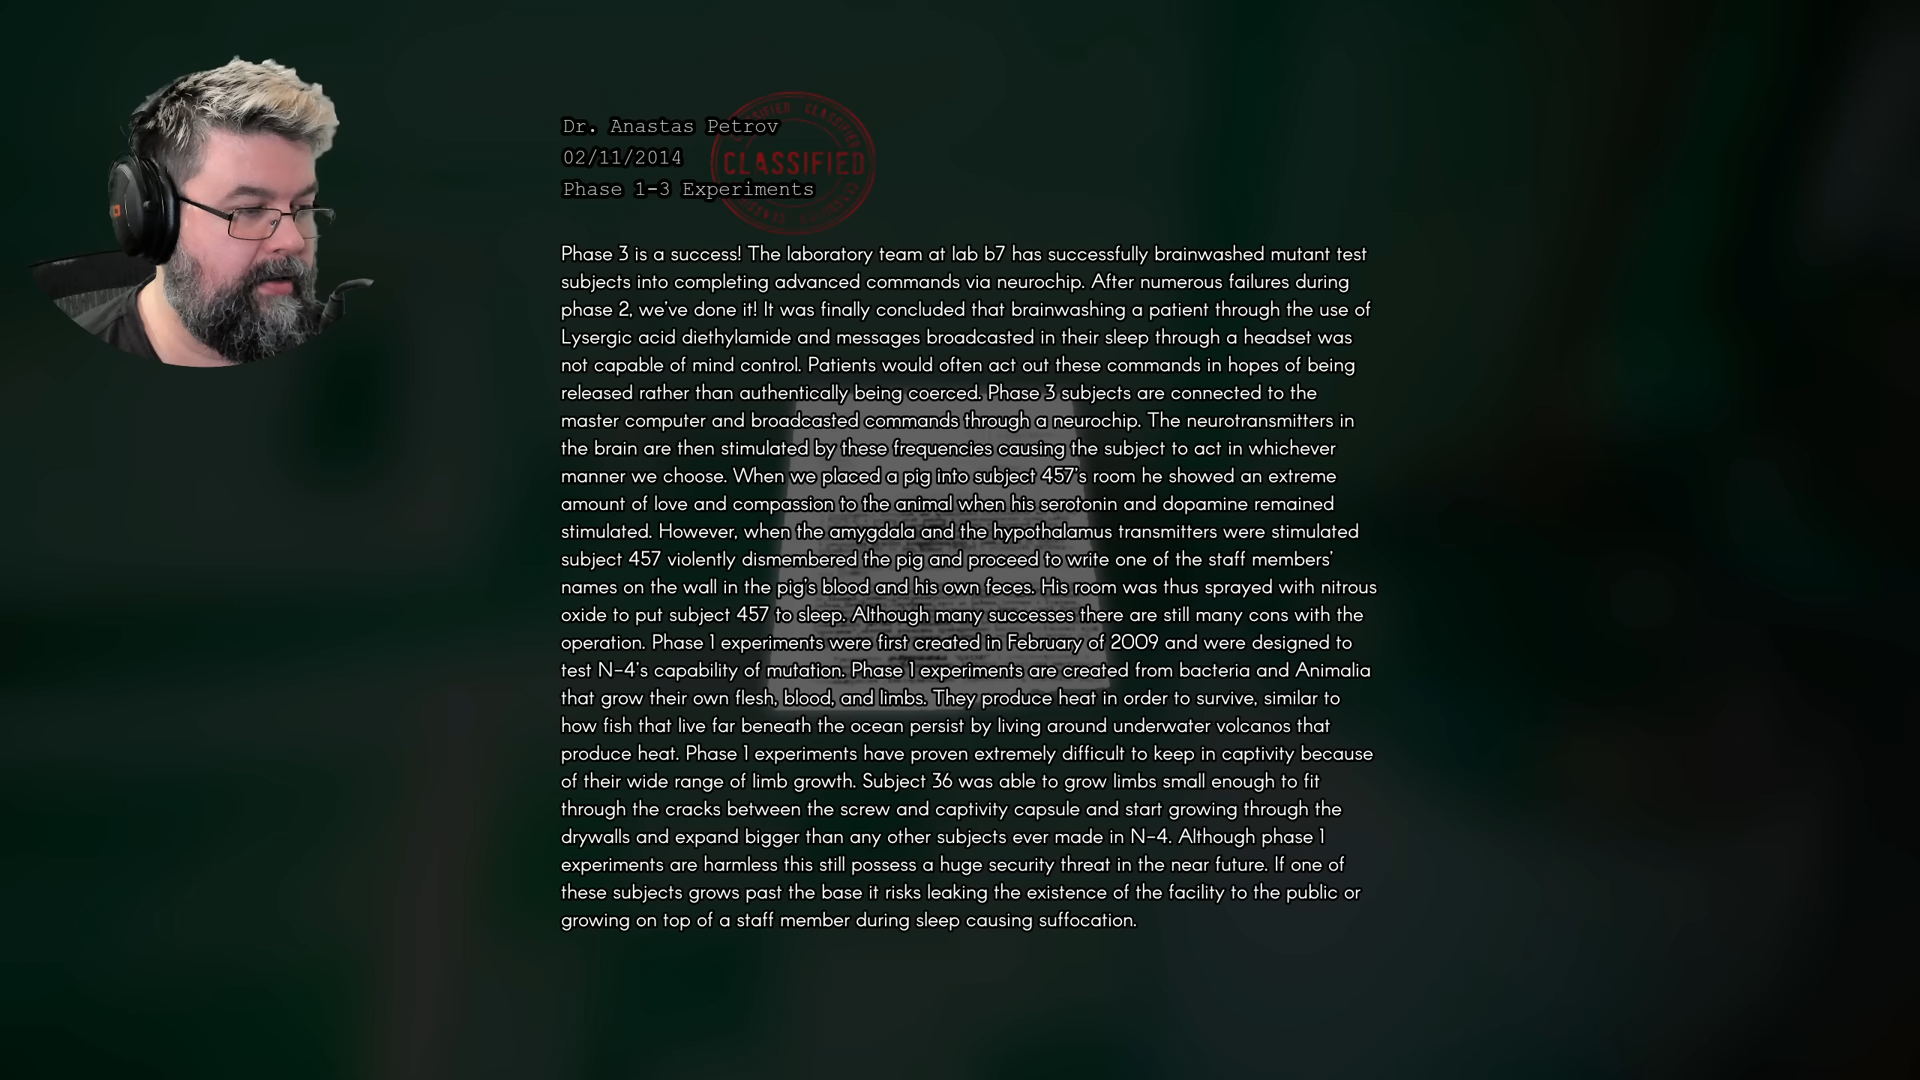 Dr. Anastas Petrov
02/11/2014
CLASSIFIED
Phase 1-3 Experiments
Phase 3 is a success! The laboratory team at lab b7 has successfully brainwashed mutant test
subjects into completing advanced commands via neurochip. After numerous failures during
phase 2, we've done it! It was finally concluded that brainwashing a patient through the use of
Lysergic acid diethylamide and messages broadcasted in their sleep through a headset was
not capable of mind control. Patients would often act out these commands in hopes of being
released rather than authentically being coerced. Phase 3 subjects are connected to the
master computer and broadcasted commands through a neurochip. The neurotransmitters in
the brain are then stimulated by these frequencies causing the subject to act in whichever
manner we choose. When we placed a pig into subject 457's room he showed an extreme
amount of love and compassion to the animal when his serotonin and dopamine remained
stimulated. However, when the amygdala and the hypothalamus transmitters were stimulated
subject 457 violently dismembered the pig and proceed to write one of the staff members'
names on the wall in the pig's blood and his own feces. His room was thus sprayed with nitrous
oxide to put subject 457 to sleep. Although many successes there are still many cons with the
operation. Phase 1 experiments were first created in February of 2009 and were designed to
test N-4's capability of mutation. Phase 1 experiments are created from bacteria and Animalia
that grow their own flesh, blood, and limbs. They produce heat in order to survive, similar to
how fish that live far beneath the ocean persist by living around underwater volcanos that
produce heat. Phase 1 experiments have proven extremely difficult to keep in captivity because
of their wide range of limb growth. Subject 36 was able to grow limbs small enough to fit
through the cracks between the screw and captivity capsule and start growing through the
drywalls and expand bigger than any other subjects ever made in N-4. Although phase 1
experiments are harmless this still possess a huge security threat in the near future. If one of
these subjects grows past the base it risks leaking the existence of the facility to the public or
growing on top of a staff member during sleep causing suffocation.